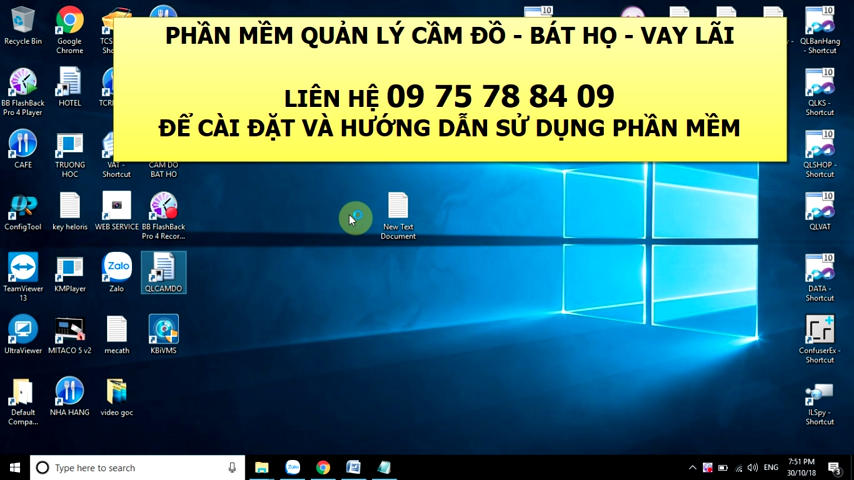 PHẦN MỀM QUẢN LÝ CẦM ĐỒ - BÁT HỌ - VAY LÃI
LIÊN HỆ 09 75 78 84 09
ĐỂ CÀI ĐẶT VÀ HƯỚNG DẪN SỬ DỤNG PHẦN MỀM
Recycle Bin
Google Chrome
TCS
QLBanHang - Shortcut
BB FlashBack Pro 4 Player
HOTEL
QLKS - Shortcut
CAFE
TRUONG HOC
VAT - Shortcut
CAM DO BAT HO
QLSHOP - Shortcut
ConfigTool
key heloris
WEB SERVICE
BB FlashBack Pro 4 Recor...
New Text Document
QLVAT
TeamViewer 13
KMPlayer
Zalo
QLCAMDO
DATA - Shortcut
UltraViewer
MITACO 5 v2
mecath
KBiVMS
ConfuserEx - Shortcut
Default Compa...
NHA HANG
video goc
ILSpy - Shortcut
Type here to search
ENG
7:51 PM
30/10/18